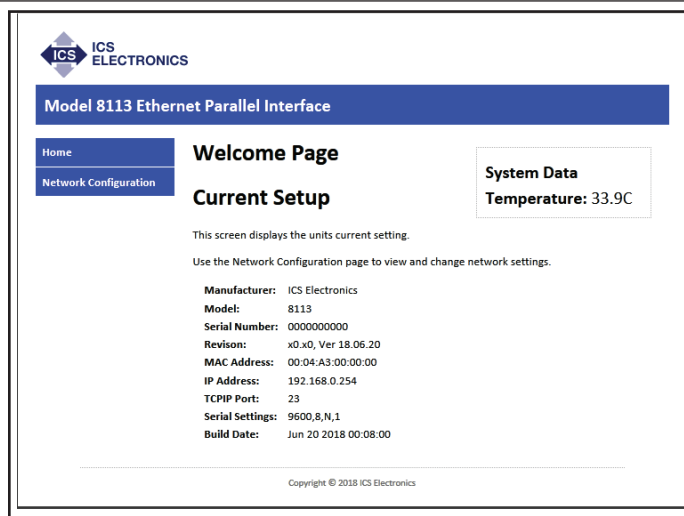 ICS
ICS
ELECTRONICS
Model 8113 Ethernet Parallel Interface
Home
Network Configuration
Welcome Page
Current Setup
System Data
Temperature: 33.9C
This screen displays the units current setting.
Use the Network Configuration page to view and change network settings.
Manufacturer: ICS Electronics
Model: 8113
Serial Number: 0000000000
Revison: x0.x0, Ver 18.06.20
MAC Address: 00:04:A3:00:00:00
IP Address: 192.168.0.254
TCPIP Port: 23
Serial Settings: 9600,8,N,1
Build Date: Jun 20 2018 00:08:00
Copyright © 2018 ICS Electronics